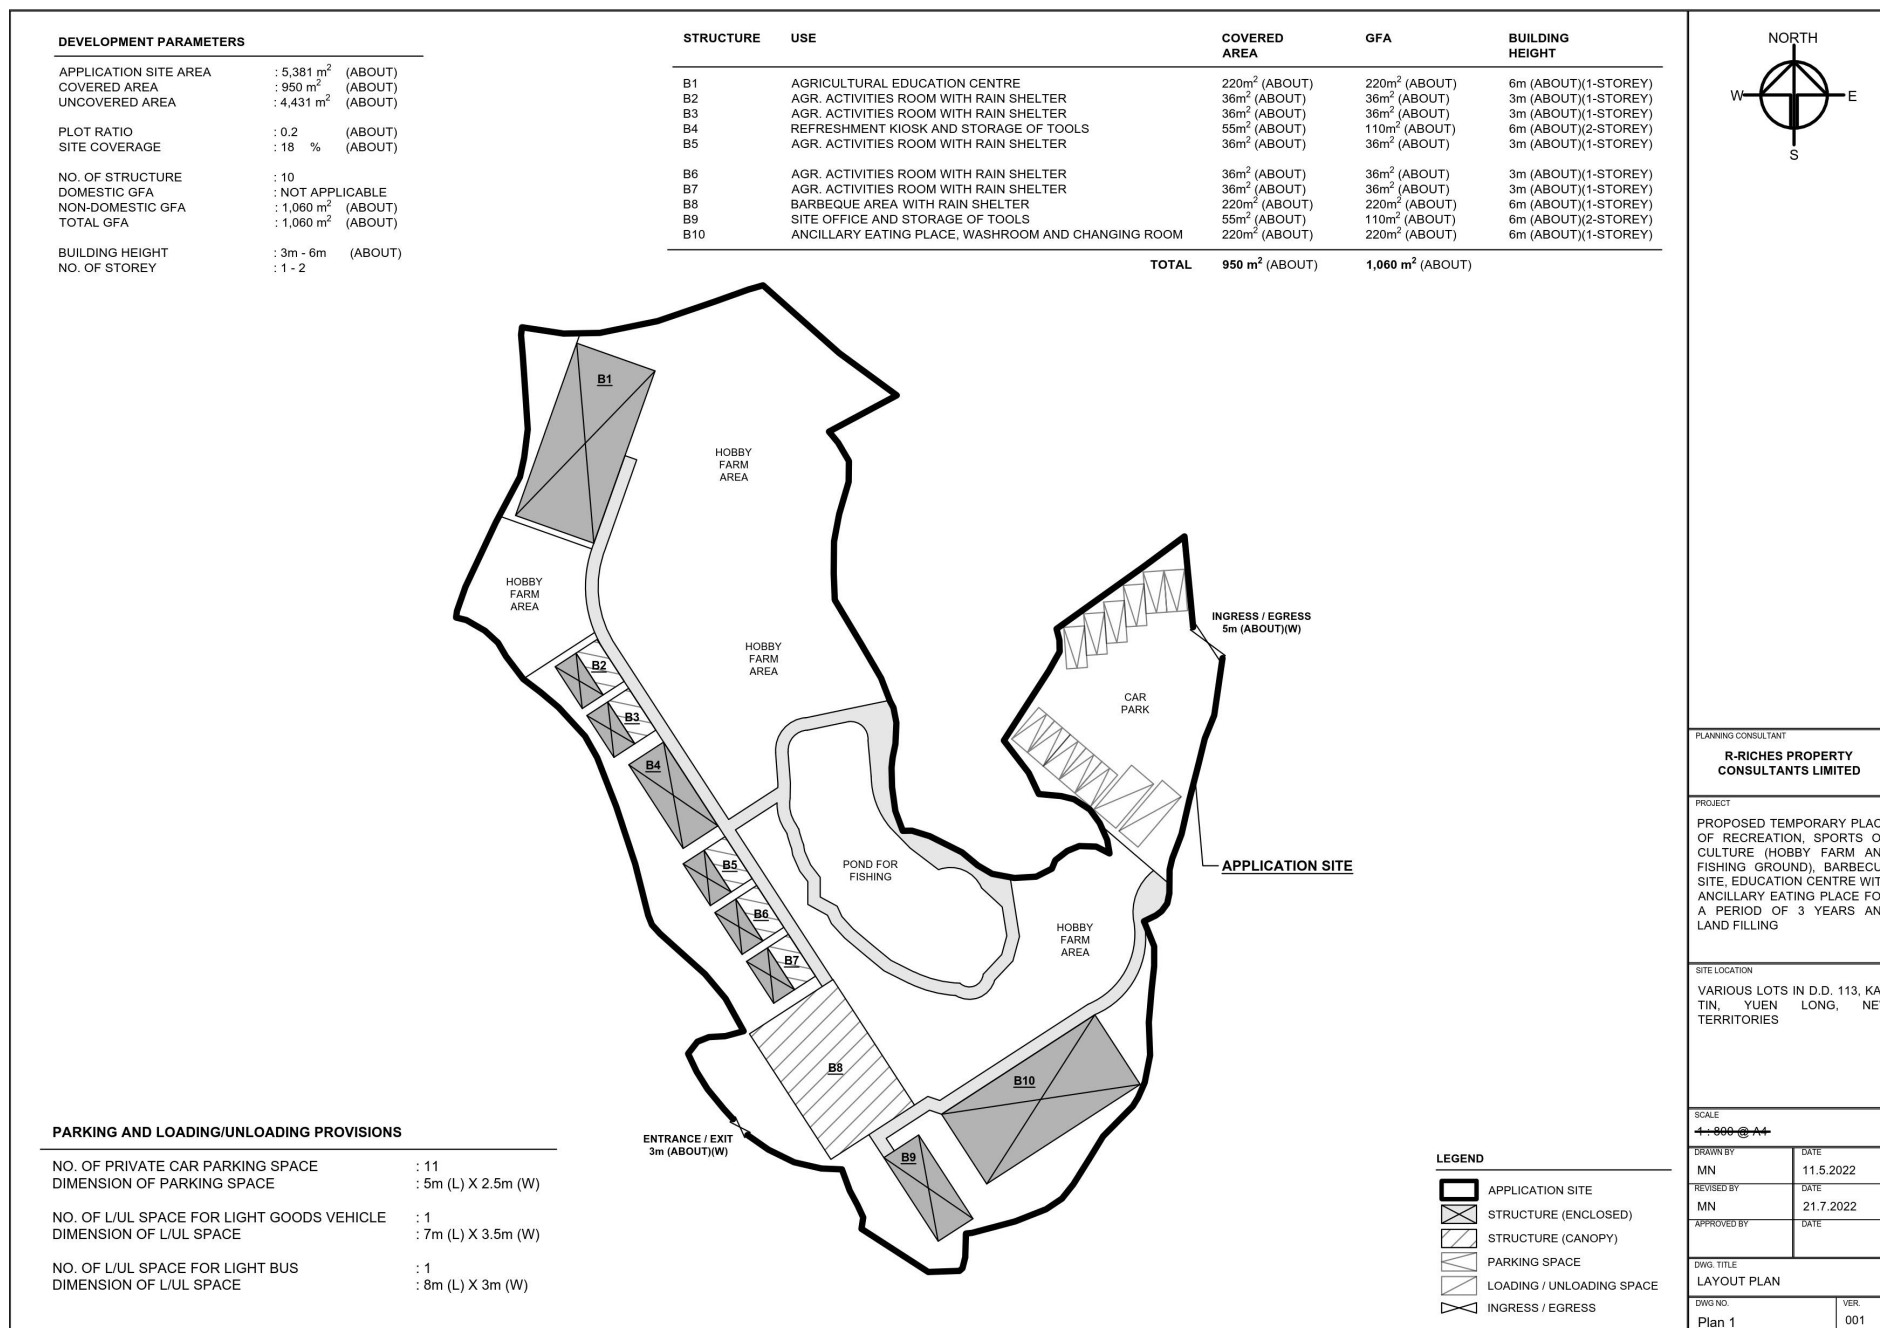 DEVELOPMENT PARAMETERS
APPLICATION SITE AREA : 5,381 m² (ABOUT)
COVERED AREA : 950 m² (ABOUT)
UNCOVERED AREA : 4,431 m² (ABOUT)
PLOT RATIO : 0.2 (ABOUT)
SITE COVERAGE : 18 % (ABOUT)
NO. OF STRUCTURE : 10
DOMESTIC GFA : NOT APPLICABLE
NON-DOMESTIC GFA : 1,060 m² (ABOUT)
TOTAL GFA : 1,060 m² (ABOUT)
BUILDING HEIGHT : 3m - 6m (ABOUT)
NO. OF STOREY : 1 - 2
STRUCTURE USE COVERED AREA GFA BUILDING HEIGHT
B1 AGRICULTURAL EDUCATION CENTRE 220m² (ABOUT) 220m² (ABOUT) 6m (ABOUT)(1-STOREY)
B2 AGR. ACTIVITIES ROOM WITH RAIN SHELTER 36m² (ABOUT) 36m² (ABOUT) 3m (ABOUT)(1-STOREY)
B3 AGR. ACTIVITIES ROOM WITH RAIN SHELTER 36m² (ABOUT) 36m² (ABOUT) 3m (ABOUT)(1-STOREY)
B4 REFRESHMENT KIOSK AND STORAGE OF TOOLS 55m² (ABOUT) 110m² (ABOUT) 6m (ABOUT)(2-STOREY)
B5 AGR. ACTIVITIES ROOM WITH RAIN SHELTER 36m² (ABOUT) 36m² (ABOUT) 3m (ABOUT)(1-STOREY)
B6 AGR. ACTIVITIES ROOM WITH RAIN SHELTER 36m² (ABOUT) 36m² (ABOUT) 3m (ABOUT)(1-STOREY)
B7 AGR. ACTIVITIES ROOM WITH RAIN SHELTER 36m² (ABOUT) 36m² (ABOUT) 3m (ABOUT)(1-STOREY)
B8 BARBEQUE AREA WITH RAIN SHELTER 220m² (ABOUT) 220m² (ABOUT) 6m (ABOUT)(1-STOREY)
B9 SITE OFFICE AND STORAGE OF TOOLS 55m² (ABOUT) 110m² (ABOUT) 6m (ABOUT)(2-STOREY)
B10 ANCILLARY EATING PLACE, WASHROOM AND CHANGING ROOM 220m² (ABOUT) 220m² (ABOUT) 6m (ABOUT)(1-STOREY)
TOTAL 950 m² (ABOUT) 1,060 m² (ABOUT)
NORTH
W
E
S
B1
HOBBY
FARM
AREA
HOBBY
FARM
AREA
HOBBY
FARM
AREA
B2
B3
B4
B5
B6
B7
B8
B9
B10
POND FOR
FISHING
HOBBY
FARM
AREA
CAR
PARK
INGRESS / EGRESS
5m (ABOUT)(W)
APPLICATION SITE
ENTRANCE / EXIT
3m (ABOUT)(W)
PARKING AND LOADING/UNLOADING PROVISIONS
NO. OF PRIVATE CAR PARKING SPACE : 11
DIMENSION OF PARKING SPACE : 5m (L) X 2.5m (W)
NO. OF L/UL SPACE FOR LIGHT GOODS VEHICLE : 1
DIMENSION OF L/UL SPACE : 7m (L) X 3.5m (W)
NO. OF L/UL SPACE FOR LIGHT BUS : 1
DIMENSION OF L/UL SPACE : 8m (L) X 3m (W)
LEGEND
APPLICATION SITE
STRUCTURE (ENCLOSED)
STRUCTURE (CANOPY)
PARKING SPACE
LOADING / UNLOADING SPACE
INGRESS / EGRESS
PLANNING CONSULTANT
R-RICHES PROPERTY
CONSULTANTS LIMITED
PROJECT
PROPOSED TEMPORARY PLAC
OF RECREATION, SPORTS O
CULTURE (HOBBY FARM AN
FISHING GROUND), BARBECU
SITE, EDUCATION CENTRE WIT
ANCILLARY EATING PLACE FO
A PERIOD OF 3 YEARS AN
LAND FILLING
SITE LOCATION
VARIOUS LOTS IN D.D. 113, KA
TIN, YUEN LONG, NE
TERRITORIES
SCALE
1 : 800 @ A4
DRAWN BY DATE
MN 11.5.2022
REVISED BY DATE
MN 21.7.2022
APPROVED BY DATE
DWG. TITLE
LAYOUT PLAN
DWG NO. VER.
Plan 1 001